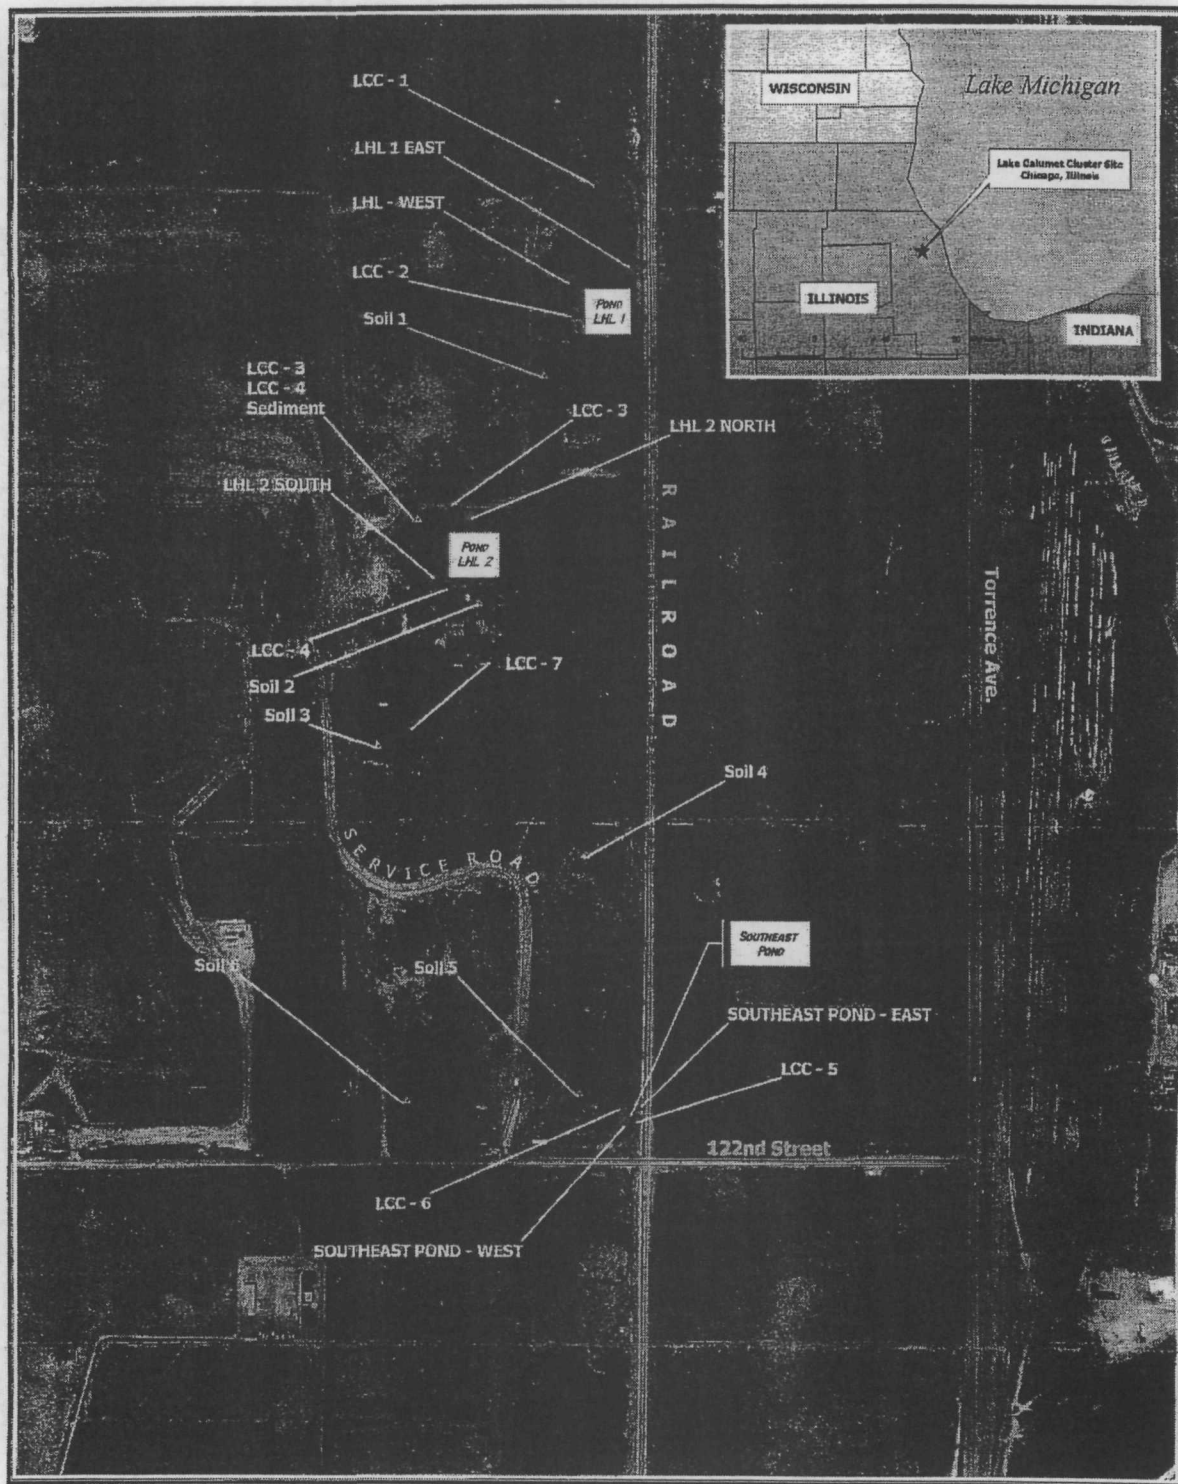 WISCONSIN
Lake Michigan
Lake Calumet Cluster Site
Chicago, Illinois
ILLINOIS
INDIANA
LCC - 1
LHL 1 EAST
LHL - WEST
LCC - 2
POND
LHL 1
Soil 1
LCC - 3
LCC - 4
Sediment
LCC - 3
LHL 2 NORTH
LHL 2 SOUTH
POND
LHL 2
RAILROAD
Torrence Ave.
LCC - 4
LCC - 7
Soil 2
Soil 3
Soil 4
SERVICE ROAD
SOUTHEAST
POND
Soil 6
Soil 5
SOUTHEAST POND - EAST
LCC - 5
122nd Street
LCC - 6
SOUTHEAST POND - WEST